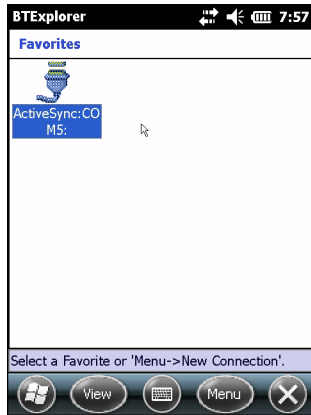 BTExplorer 7:57
Favorites
ActiveSync:CO
M5:
Select a Favorite or 'Menu->New Connection'.
View Menu